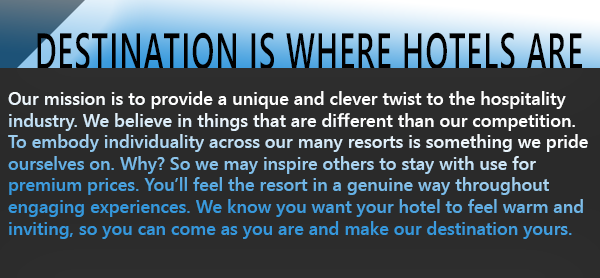 DESTINATION IS WHERE HOTELS ARE
Our mission is to provide a unique and clever twist to the hospitality
industry. We believe in things that are different than our competition.
To embody individuality across our many resorts is something we pride
ourselves on. Why? So we may inspire others to stay with use for
premium prices. You’ll feel the resort in a genuine way throughout
engaging experiences. We know you want your hotel to feel warm and
inviting, so you can come as you are and make our destination yours.